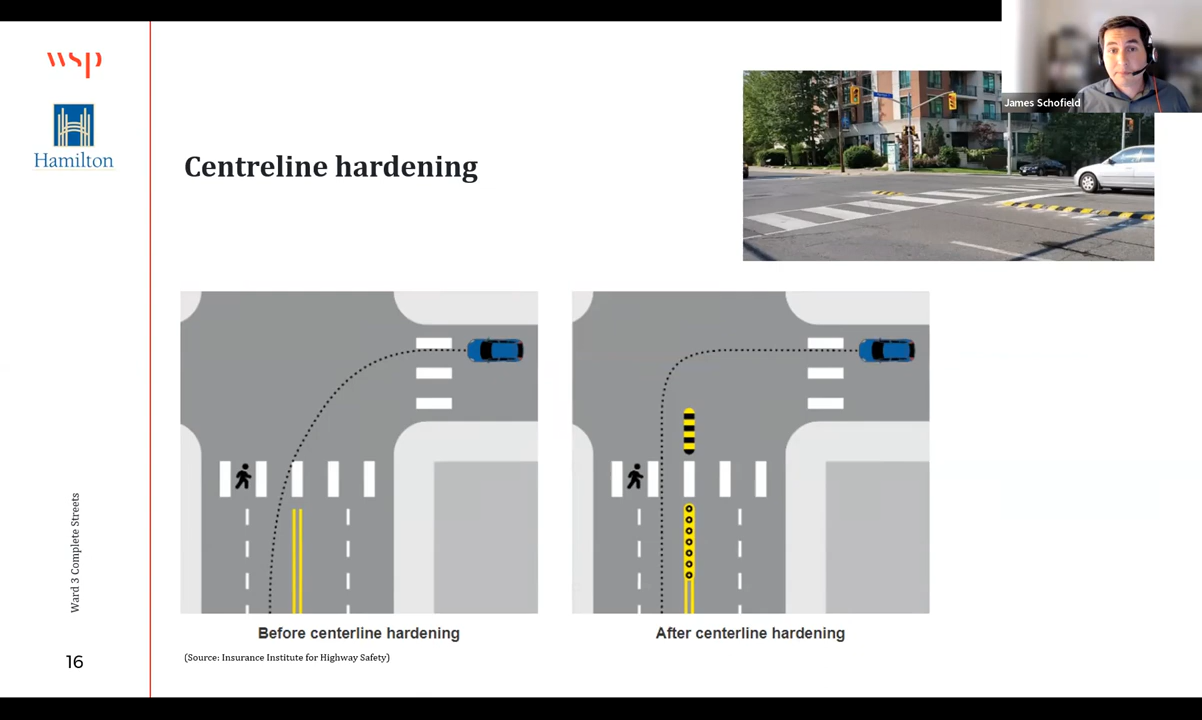 wsp
Hamilton
James Schofield
Centreline hardening
Before centerline hardening
After centerline hardening
(Source: Insurance Institute for Highway Safety)
Ward 3 Complete Streets
16